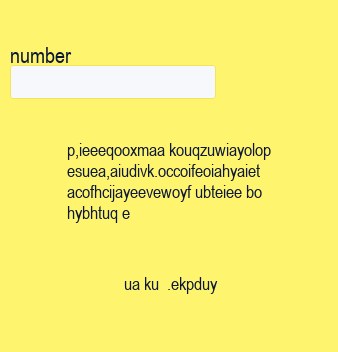 number
p,ieeeqooxmaa kouqzuwiayolop
esuea,aiudivk.occoifeoiahyaiet
acofhcijayeevewoyf ubteiee bo
hybhtuq e
ua ku  .ekpduy